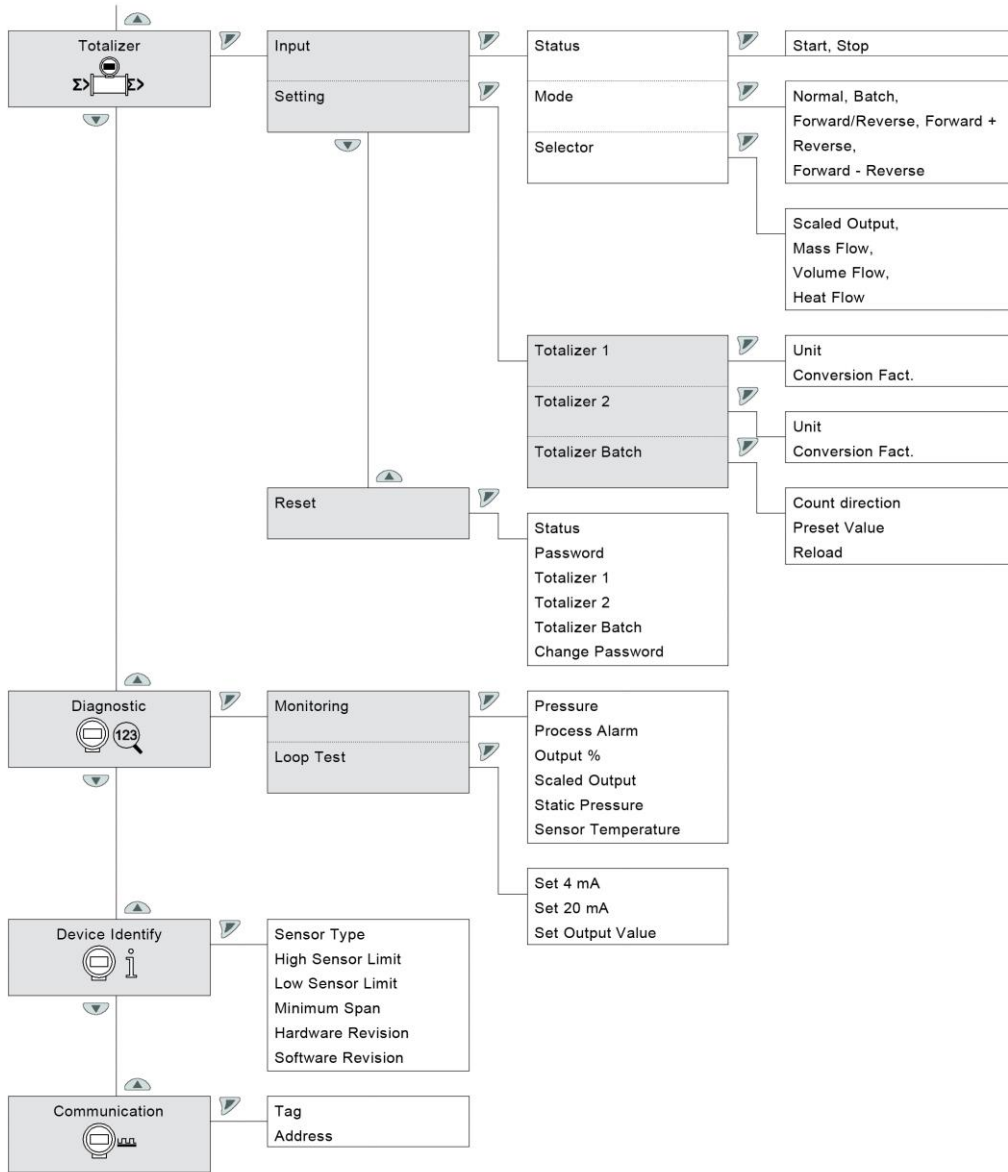 Totalizer
Σ> Σ>
Input
Setting
Status
Mode
Selector
Start, Stop
Normal, Batch,
Forward/Reverse, Forward +
Reverse,
Forward - Reverse
Scaled Output,
Mass Flow,
Volume Flow,
Heat Flow
Totalizer 1
Totalizer 2
Totalizer Batch
Unit
Conversion Fact.
Unit
Conversion Fact.
Count direction
Preset Value
Reload
Reset
Status
Password
Totalizer 1
Totalizer 2
Totalizer Batch
Change Password
Diagnostic
123
Monitoring
Loop Test
Pressure
Process Alarm
Output %
Scaled Output
Static Pressure
Sensor Temperature
Set 4 mA
Set 20 mA
Set Output Value
Device Identify
i
Sensor Type
High Sensor Limit
Low Sensor Limit
Minimum Span
Hardware Revision
Software Revision
Communication
Tag
Address